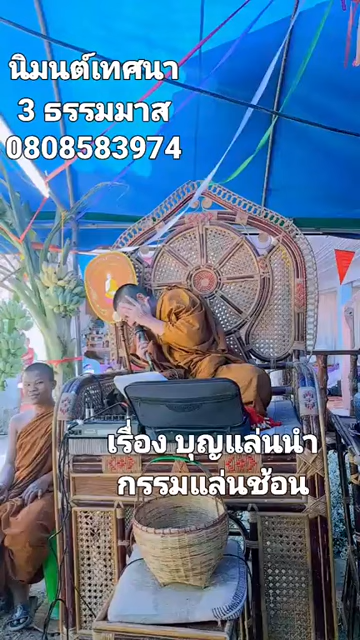 นิมนต์เทศนา
3 ธรรมมาส
0808583974
เรื่อง บุญแล่นนำ
กรรมแล่นซ้อน